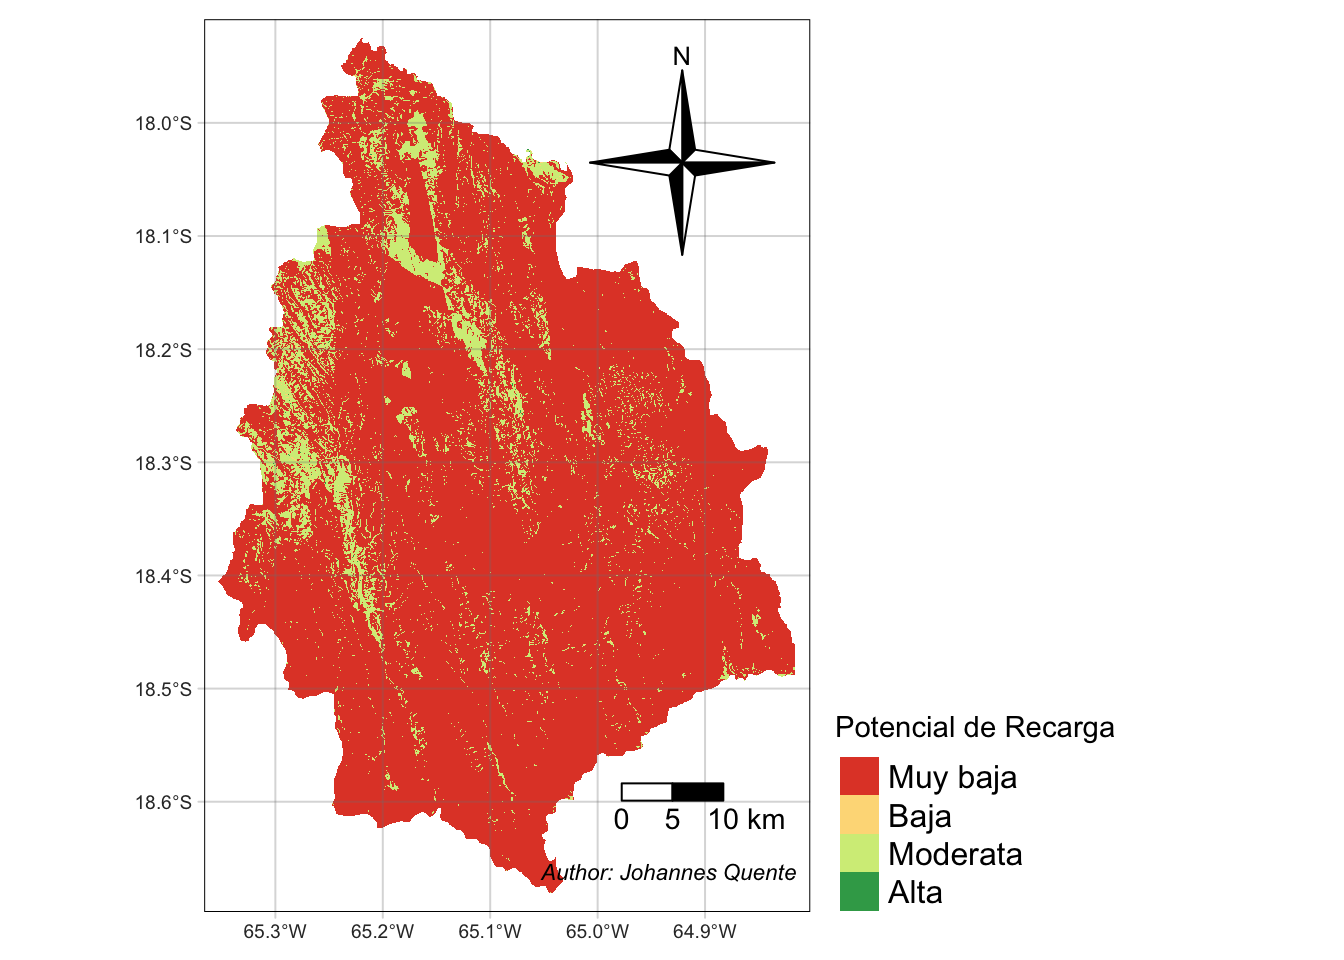 N
18.0°S
18.1°S
18.2°S
18.3°S
18.4°S
18.5°S
18.6°S
65.3°W 65.2°W 65.1°W 65.0°W 64.9°W
0 5 10 km
Author: Johannes Quente
Potencial de Recarga
Muy baja
Baja
Moderata
Alta